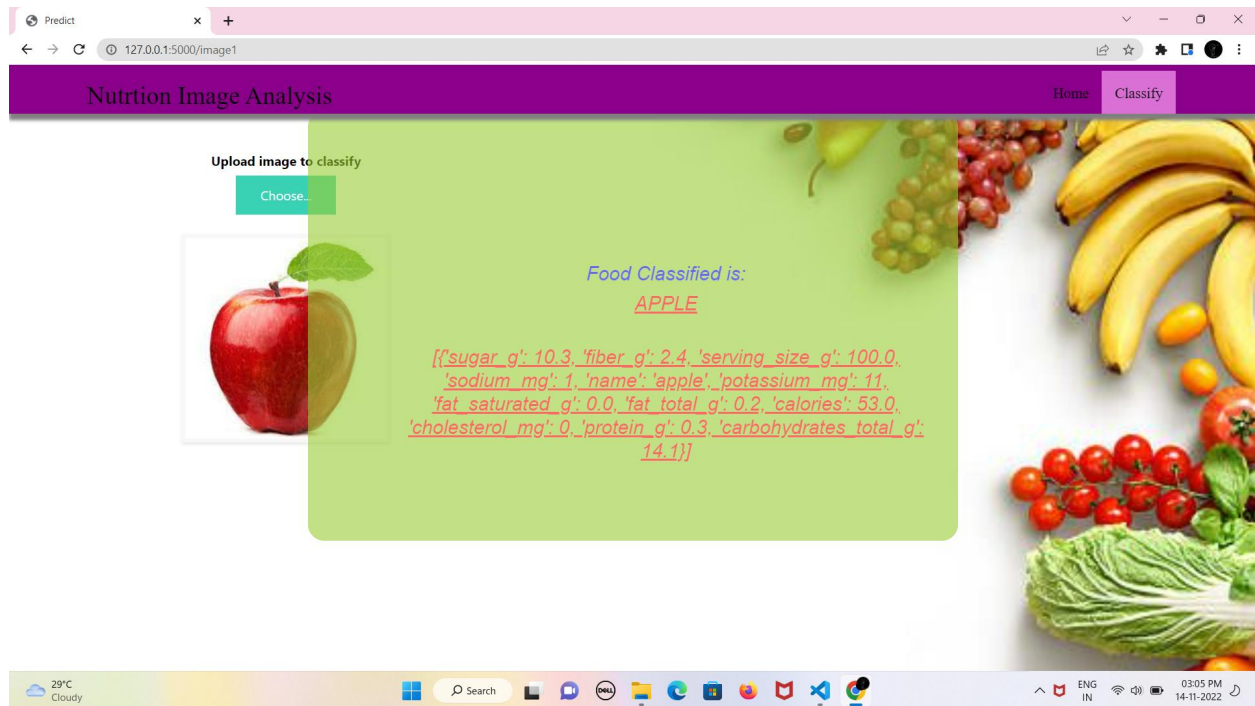 Predict
127.0.0.1:5000/image1
Nutrtion Image Analysis
Home
Classify
Upload image to classify
Choose...
Food Classified is:
APPLE
[{'sugar_g': 10.3, 'fiber_g': 2.4, 'serving_size_g': 100.0,
'sodium_mg': 1, 'name': 'apple', 'potassium_mg': 11,
'fat_saturated_g': 0.0, 'fat_total_g': 0.2, 'calories': 53.0,
'cholesterol_mg': 0, 'protein_g': 0.3, 'carbohydrates_total_g':
14.1}]
29°C
Cloudy
Search
DELL
ENG
IN
03:05 PM
14-11-2022